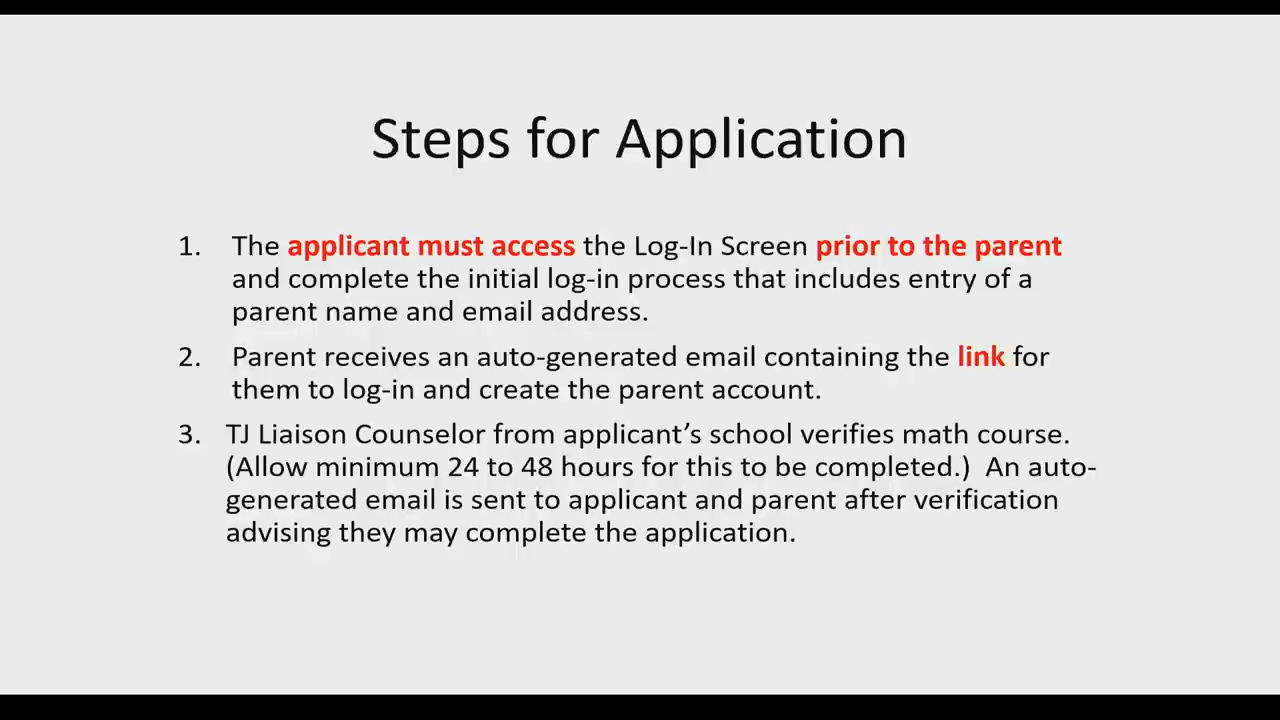 Steps for Application
1. The applicant must access the Log-In Screen prior to the parent
and complete the initial log-in process that includes entry of a
parent name and email address.
2. Parent receives an auto-generated email containing the link for
them to log-in and create the parent account.
3. TJ Liaison Counselor from applicant’s school verifies math course.
(Allow minimum 24 to 48 hours for this to be completed.) An auto-
generated email is sent to applicant and parent after verification
advising they may complete the application.